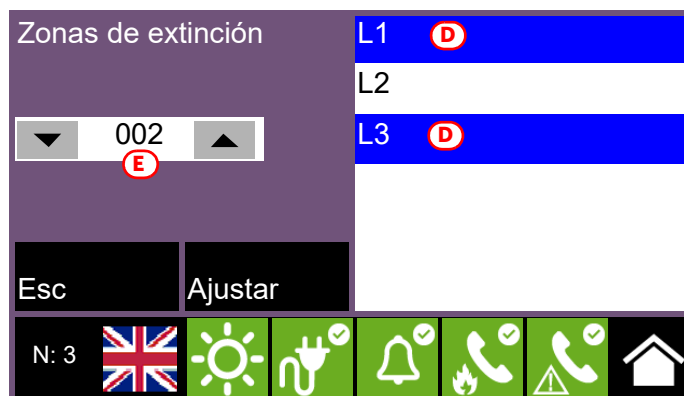 Zonas de extinción
L1 D
L2
002
L3 D
E
Esc
Ajustar
N: 3